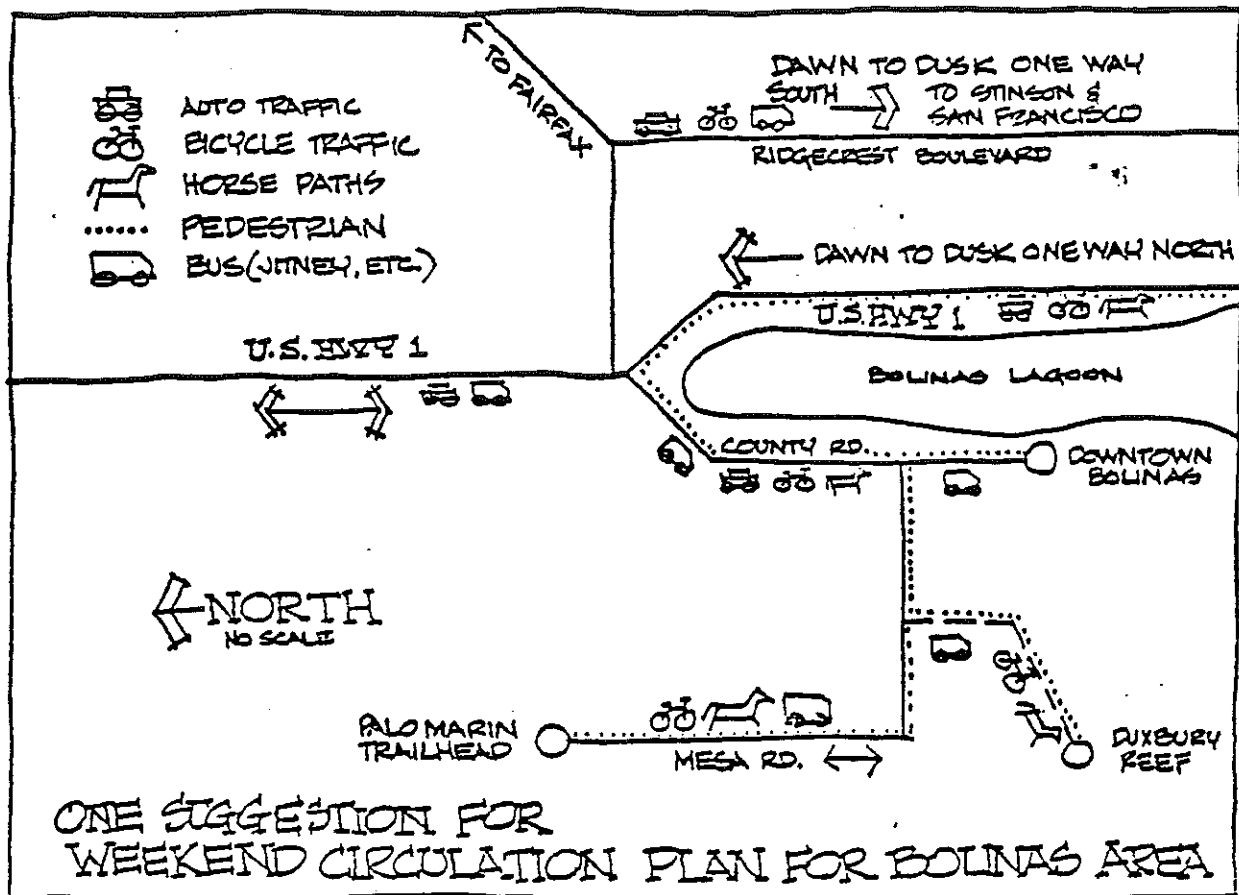 TO FAIRFAX
AUTO TRAFFIC
BICYCLE TRAFFIC
HORSE PATHS
PEDESTRIAN
BUS (JITNEY, ETC.)
DAWN TO DUSK ONE WAY
SOUTH TO STINSON &
SAN FRANCISCO
RIDGECREST BOULEVARD
DAWN TO DUSK ONE WAY NORTH
U.S. HWY 1
U.S. HWY 1
BOLINAS LAGOON
COUNTY RD.
DOWNTOWN
BOLINAS
NORTH
NO SCALE
PALO MARIN
TRAILHEAD
MESA RD.
DUXBURY
REEF
ONE SUGGESTION FOR
WEEKEND CIRCULATION PLAN FOR BOLINAS AREA